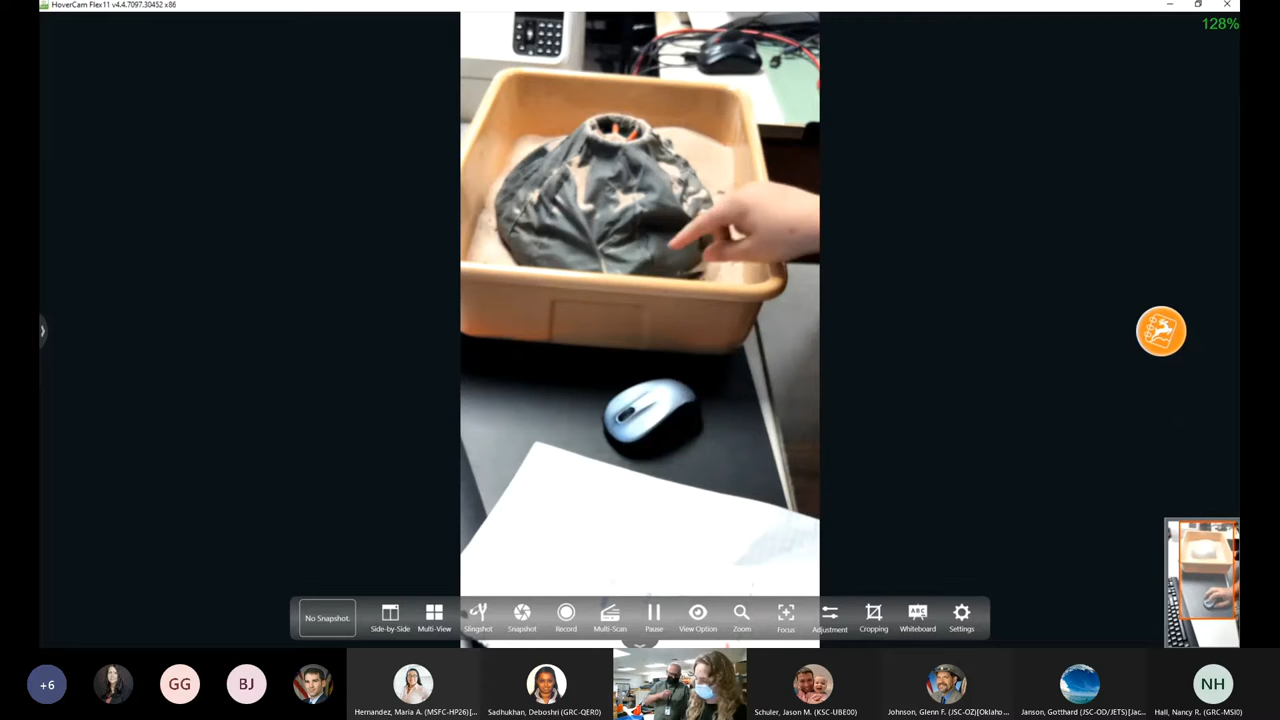 HoverCam Flex11 v4.4.7097.30452 x86
128%
No Snapshot.
Side-by-Side
Multi-View
Slingshot
Snapshot
Record
Multi-Scan
Pause
View Option
Zoom
Focus
Adjustment
ABC
Cropping
Whiteboard
Settings
+6
GG
BJ
NH
Hernandez, Maria A. (MSFC-HP26)[...
Sadhukhan, Deboshri (GRC-QER0)
Schuler, Jason M. (KSC-UBE00)
Johnson, Glenn F. (JSC-OZ)[Oklaho...
Janson, Gotthard (JSC-OD/JETS)[Jac...
Hall, Nancy R. (GRC-MSI0)